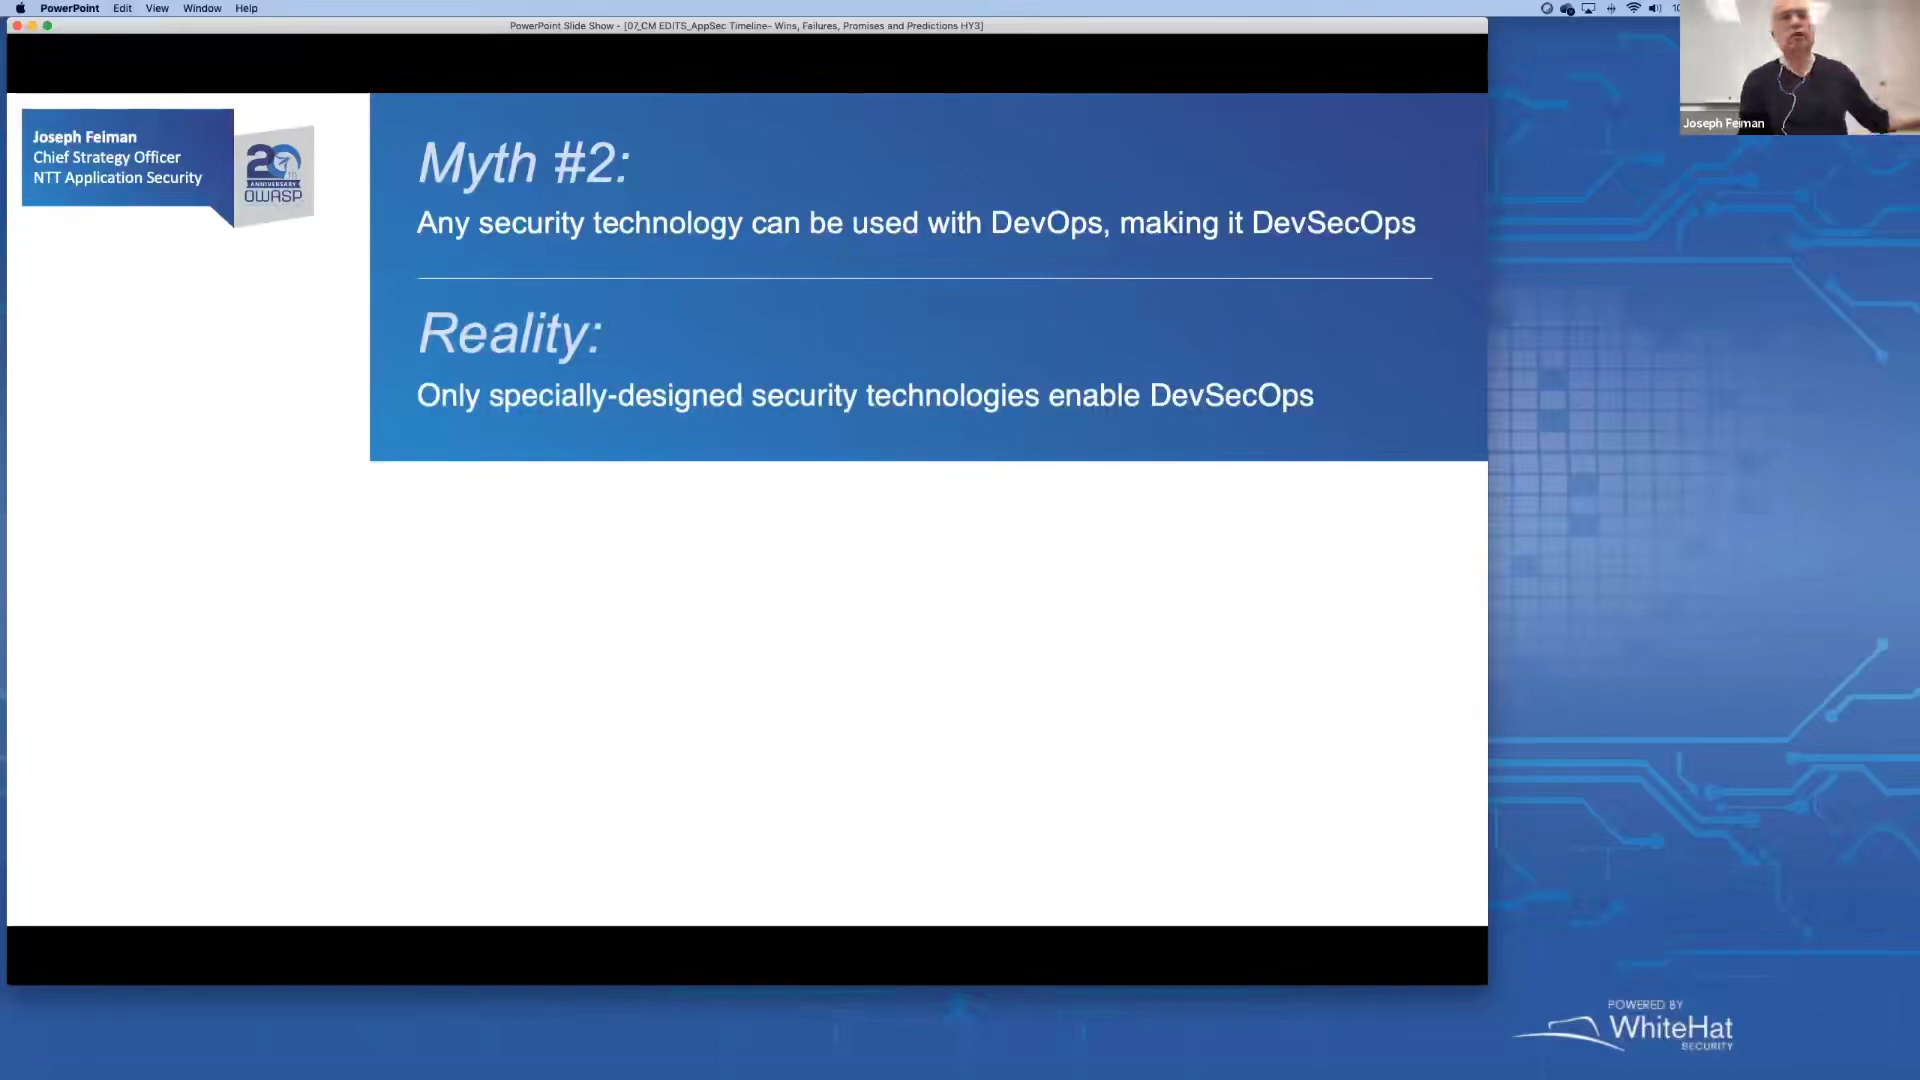 PowerPoint Edit View Window Help
PowerPoint Slide Show - [07_CM EDITS_AppSec Timeline- Wins, Failures, Promises and Predictions HY3]
Joseph Feiman
Joseph Feiman
Chief Strategy Officer
NTT Application Security
20th
ANNIVERSARY
OWASP
Myth #2:
Any security technology can be used with DevOps, making it DevSecOps
Reality:
Only specially-designed security technologies enable DevSecOps
POWERED BY
WhiteHat
SECURITY